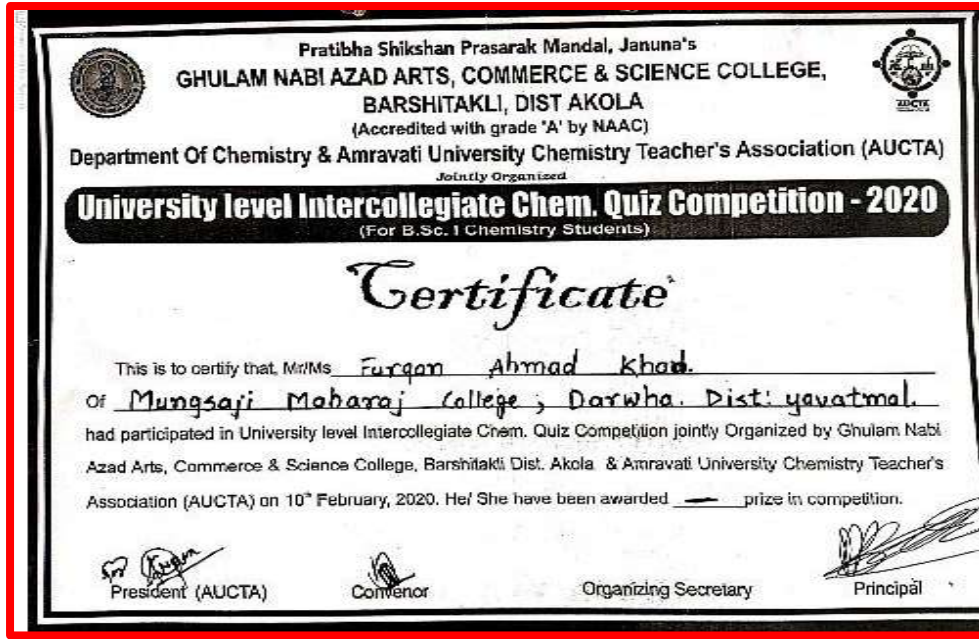 Pratibha Shikshan Prasarak Mandal, Januna's
GHULAM NABI AZAD ARTS, COMMERCE & SCIENCE COLLEGE,
BARSHITAKLI, DIST AKOLA
(Accredited with grade 'A' by NAAC)
AUCTA
Department Of Chemistry & Amravati University Chemistry Teacher's Association (AUCTA)
Jointly Organized
University level Intercollegiate Chem. Quiz Competition - 2020
(For B.Sc. I Chemistry Students)
Certificate
This is to certify that, Mr/Ms Furqan Ahmad
Of Mungsaji Maharaj College, Darwha. Dist: yavatmal.
had participated in University level Intercollegiate Chem. Quiz Competition jointly Organized by Ghulam Nabi
Azad Arts, Commerce & Science College, Barshitakli Dist. Akola & Amravati University Chemistry Teacher's
Association (AUCTA) on 10th February, 2020. He/ She have been awarded — prize in competition.
President (AUCTA) Convenor Organizing Secretary Principal